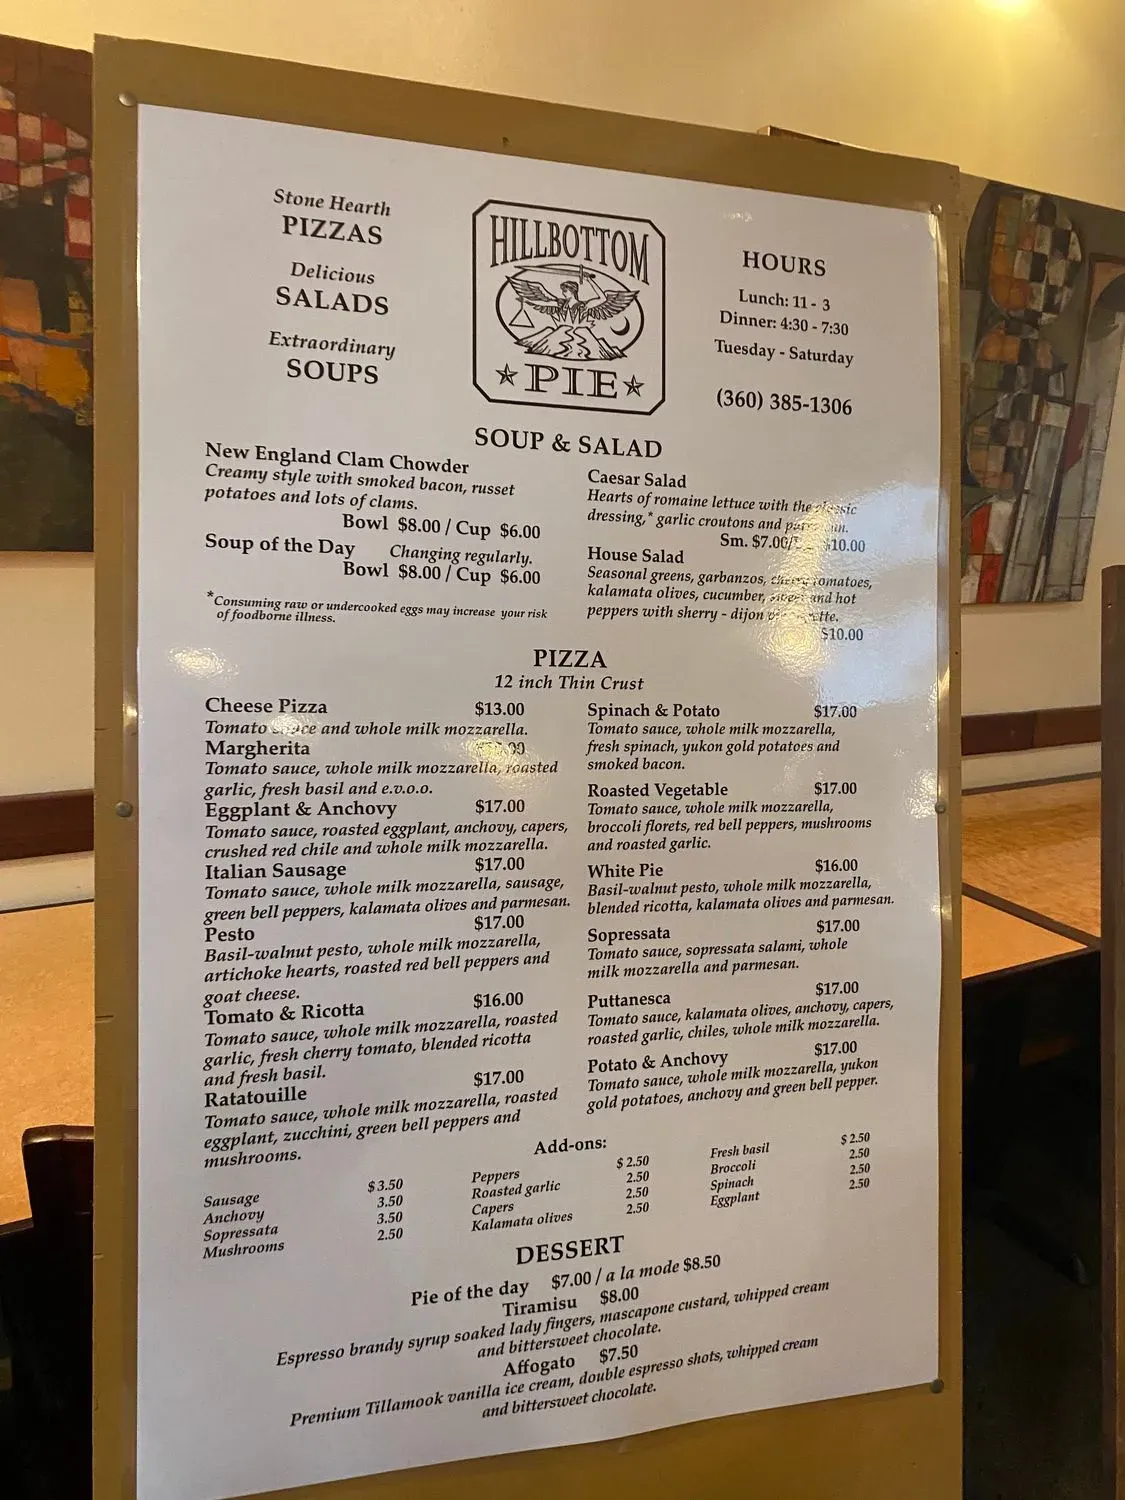 Stone Hearth
PIZZAS
Delicious
SALADS
Extraordinary
SOUPS
HILLBOTTOM
PIE
HOURS
Lunch: 11 - 3
Dinner: 4:30 - 7:30
Tuesday - Saturday
(360) 385-1306
SOUP & SALAD
New England Clam Chowder
Creamy style with smoked bacon, russet
potatoes and lots of clams.
Bowl $8.00 / Cup $6.00
Soup of the Day Changing regularly.
Bowl $8.00 / Cup $6.00
*Consuming raw or undercooked eggs may increase your risk
of foodborne illness.
Caesar Salad
Hearts of romaine lettuce with the classic
dressing,* garlic croutons and
Sm. $7.00/ $10.00
House Salad
Seasonal greens, garbanzos, cherry tomatoes,
kalamata olives, cucumber, sweet and hot
peppers with sherry - dijon
$10.00
PIZZA
12 inch Thin Crust
Cheese Pizza $13.00
Tomato sauce and whole milk mozzarella.
Margherita
Tomato sauce, whole milk mozzarella, roasted
garlic, fresh basil and e.v.o.o.
Eggplant & Anchovy $17.00
Tomato sauce, roasted eggplant, anchovy, capers,
crushed red chile and whole milk mozzarella.
Italian Sausage $17.00
Tomato sauce, whole milk mozzarella, sausage,
green bell peppers, kalamata olives and parmesan.
Pesto $17.00
Basil-walnut pesto, whole milk mozzarella,
artichoke hearts, roasted red bell peppers and
goat cheese.
Tomato & Ricotta $16.00
Tomato sauce, whole milk mozzarella, roasted
garlic, fresh cherry tomato, blended ricotta
and fresh basil.
Ratatouille $17.00
Tomato sauce, whole milk mozzarella, roasted
eggplant, zucchini, green bell peppers and
mushrooms.
Spinach & Potato $17.00
Tomato sauce, whole milk mozzarella,
fresh spinach, yukon gold potatoes and
smoked bacon.
Roasted Vegetable $17.00
Tomato sauce, whole milk mozzarella,
broccoli florets, red bell peppers, mushrooms
and roasted garlic.
White Pie $16.00
Basil-walnut pesto, whole milk mozzarella,
blended ricotta, kalamata olives and parmesan.
Sopressata $17.00
Tomato sauce, sopressata salami, whole
milk mozzarella and parmesan.
Puttanesca $17.00
Tomato sauce, kalamata olives, anchovy, capers,
roasted garlic, chiles, whole milk mozzarella.
Potato & Anchovy $17.00
Tomato sauce, whole milk mozzarella, yukon
gold potatoes, anchovy and green bell pepper.
Add-ons:
Sausage $ 3.50
Anchovy 3.50
Sopressata 3.50
Mushrooms 2.50
Peppers $ 2.50
Roasted garlic 2.50
Capers 2.50
Kalamata olives 2.50
Fresh basil $ 2.50
Broccoli 2.50
Spinach 2.50
Eggplant 2.50
DESSERT
Pie of the day $7.00 / a la mode $8.50
Tiramisu $8.00
Espresso brandy syrup soaked lady fingers, mascapone custard, whipped cream
and bittersweet chocolate.
Affogato $7.50
Premium Tillamook vanilla ice cream, double espresso shots, whipped cream
and bittersweet chocolate.